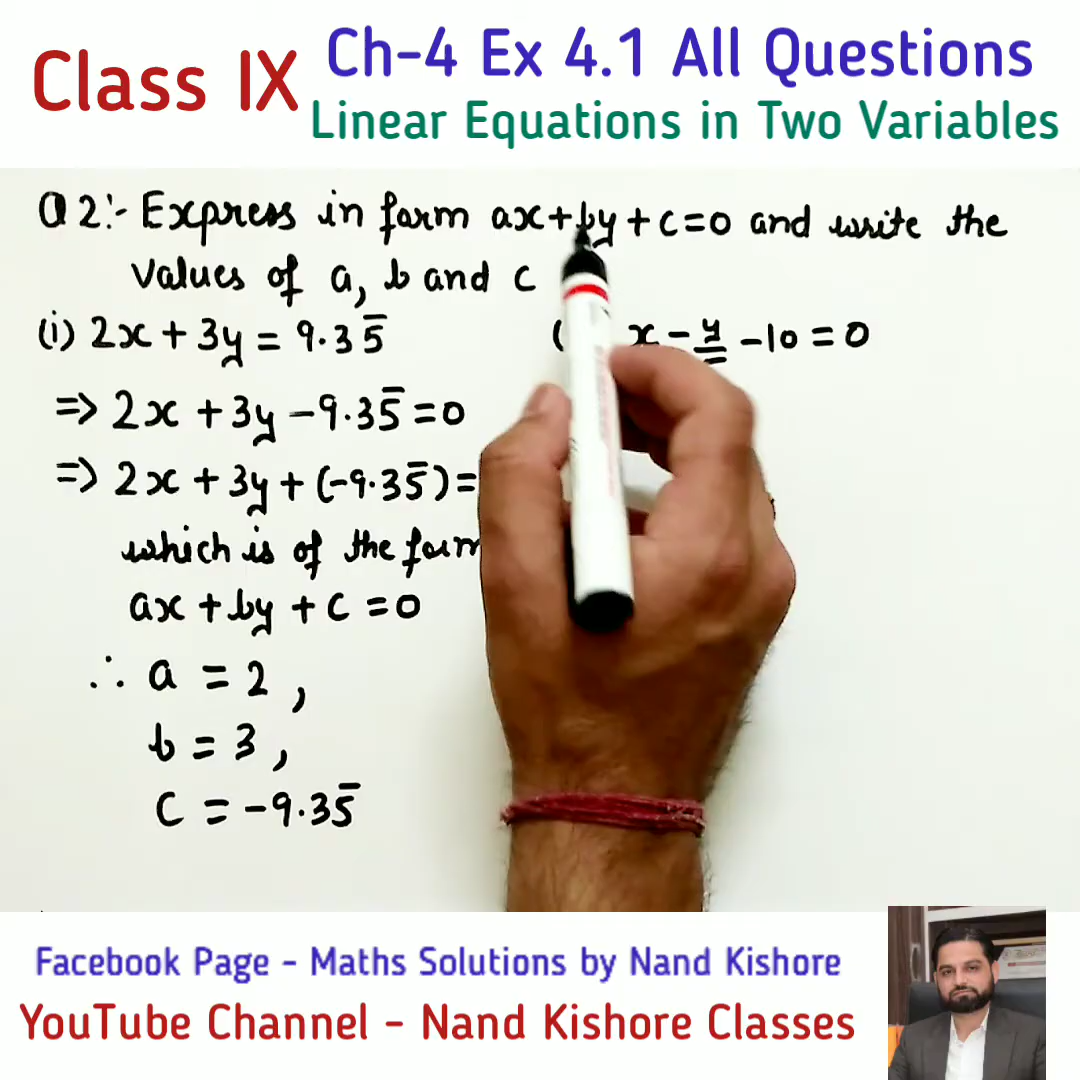 Class IX
Ch-4 Ex 4.1 All Questions
Linear Equations in Two Variables
Q2:- Express in form ax+by+c=0 and write the
values of a, b and c
(i) 2x + 3y = 9.35̅
( x - y - 10 = 0
=> 2x + 3y - 9.35̅ = 0
=> 2x + 3y + (-9.35̅) =
which is of the form
ax + by + c = 0
∴ a = 2 ,
b = 3 ,
c = -9.35̅
Facebook Page - Maths Solutions by Nand Kishore
YouTube Channel - Nand Kishore Classes